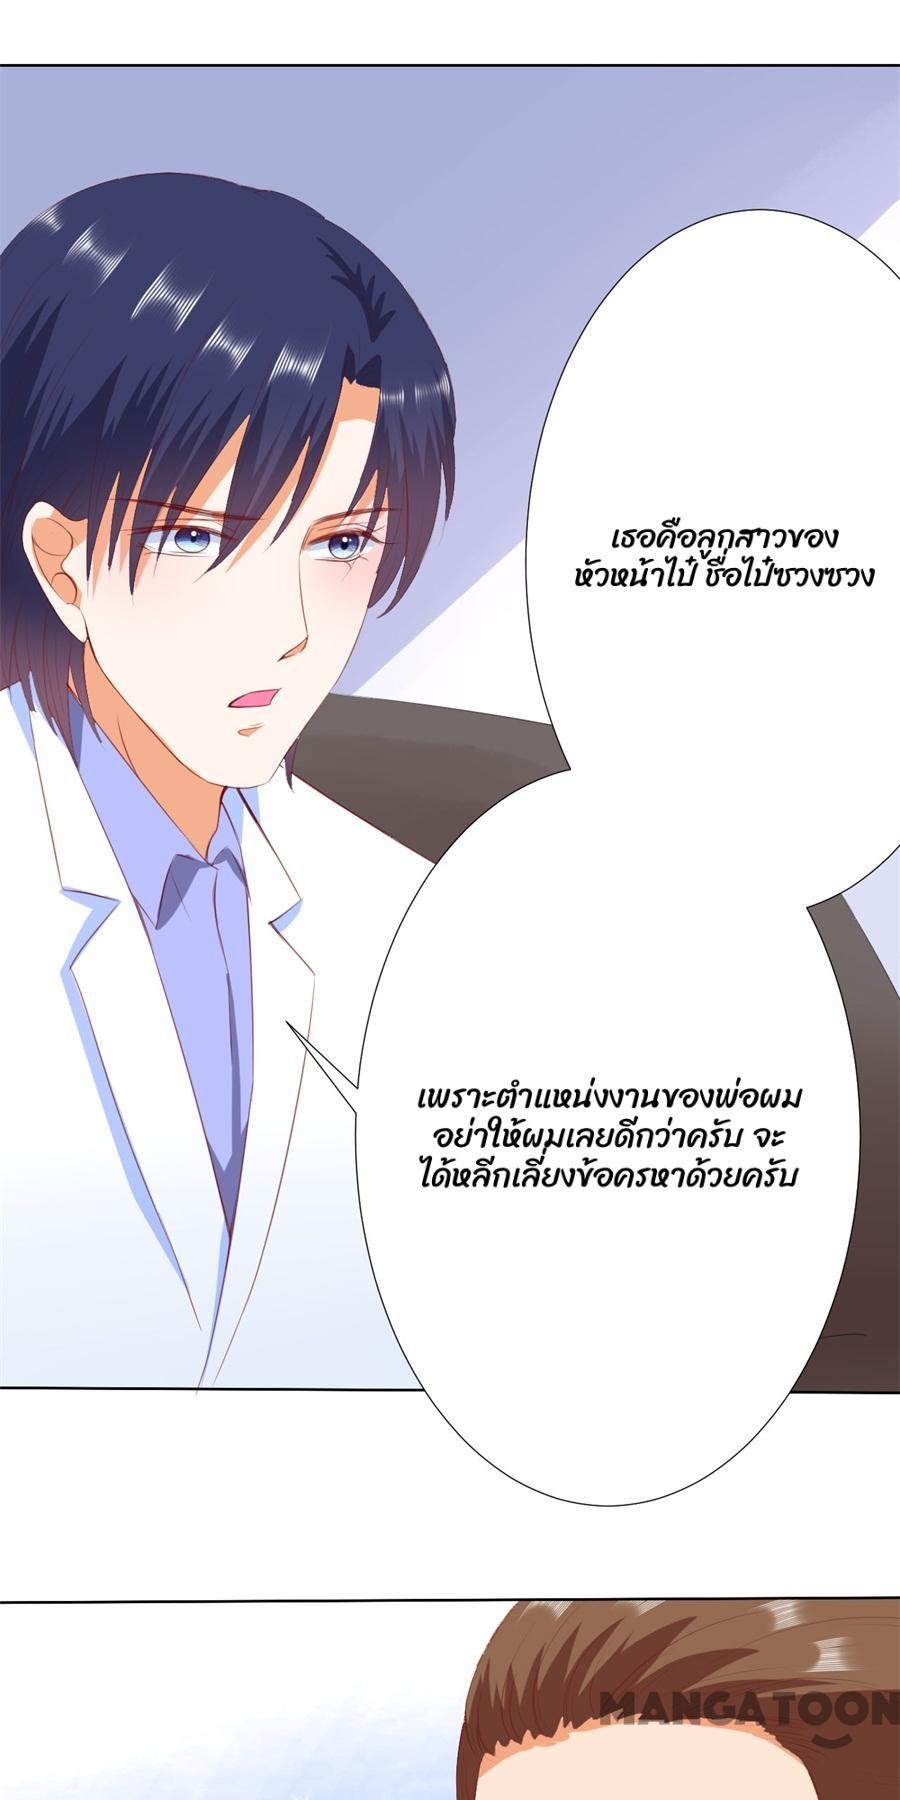 เธอคือลูกสาวของ
หัวหน้าไป๋ ชื่อไป๋ซวงซวง
เพราะตำแหน่งงานของพ่อผม
อย่าให้ผมเลยดีกว่าครับ จะ
ได้หลีกเลี่ยงข้อครหาด้วยครับ
MANGATOON